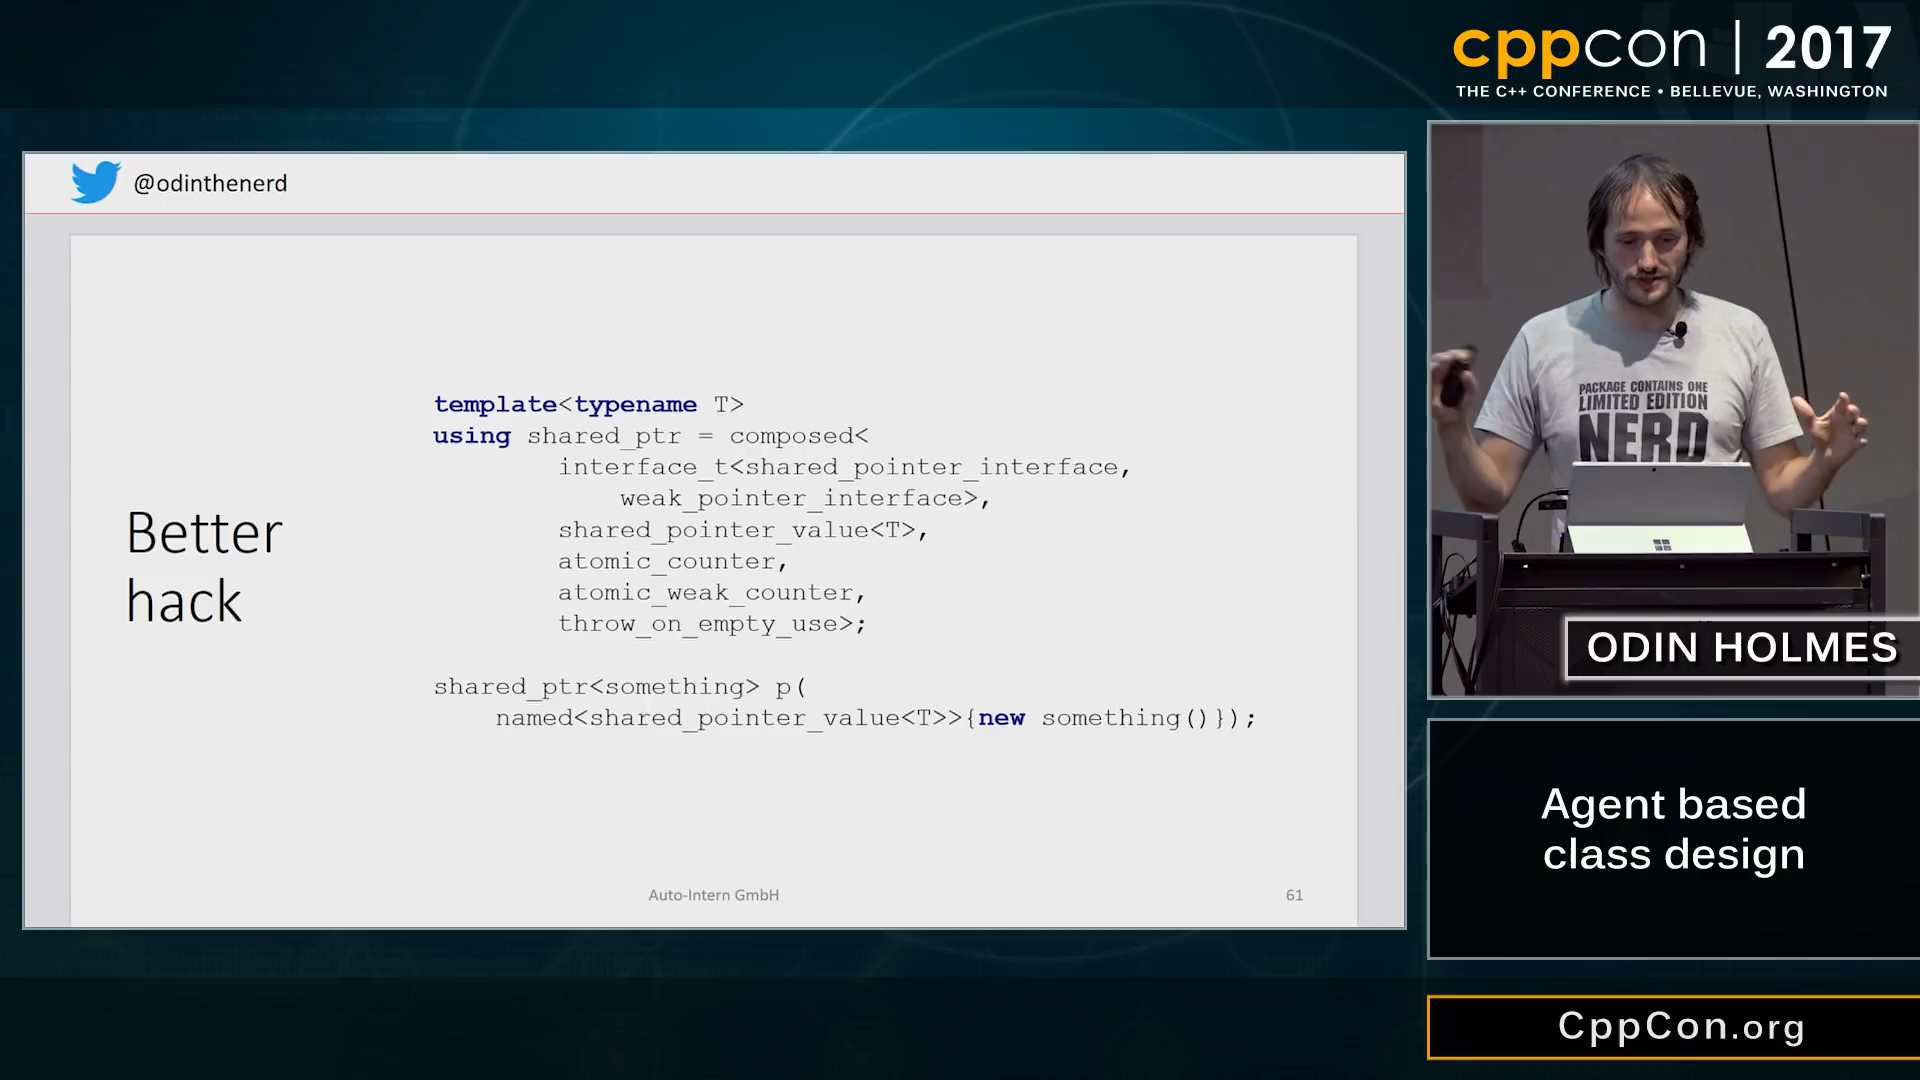 cppcon | 2017
THE C++ CONFERENCE • BELLEVUE, WASHINGTON
@odinthenerd
Better
hack
template<typename T>
using shared_ptr = composed<
interface_t<shared_pointer_interface,
weak_pointer_interface>,
shared_pointer_value<T>,
atomic_counter,
atomic_weak_counter,
throw_on_empty_use>;
shared_ptr<something> p(
named<shared_pointer_value<T>>{new something()});
Auto-Intern GmbH
61
PACKAGE CONTAINS ONE
LIMITED EDITION
NERD
ODIN HOLMES
Agent based
class design
CppCon.org